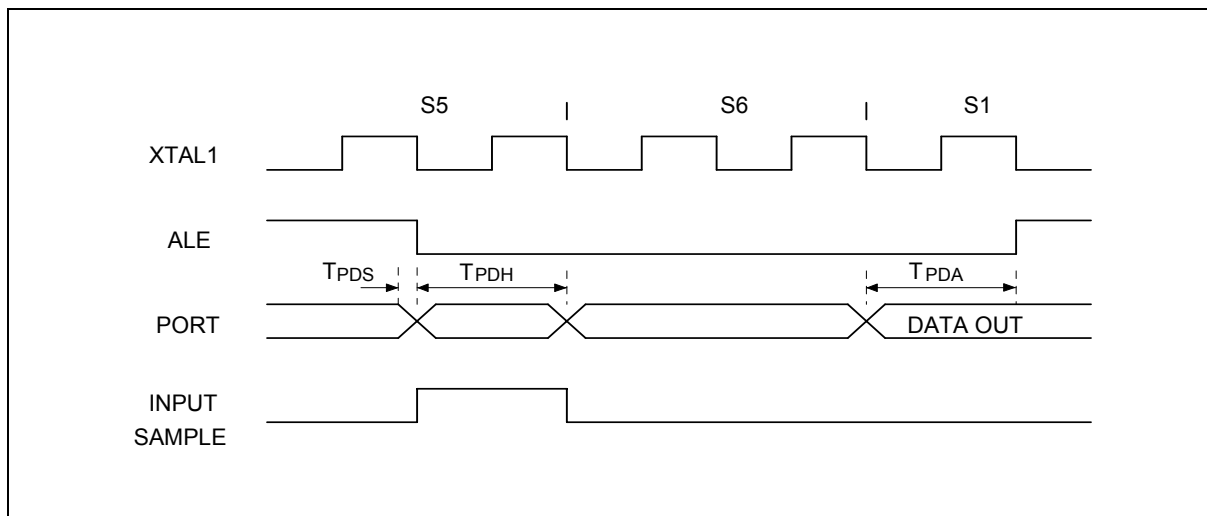 S5 | S6 | S1
XTAL1
ALE
TPDS TPDH TPDA
PORT DATA OUT
INPUT
SAMPLE